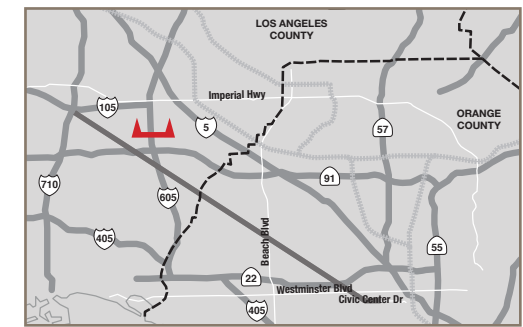 LOS ANGELES
COUNTY
Imperial Hwy
105
5
57
ORANGE
COUNTY
710
605
91
405
Beach Blvd
55
22
Westminster Blvd
Civic Center Dr
405